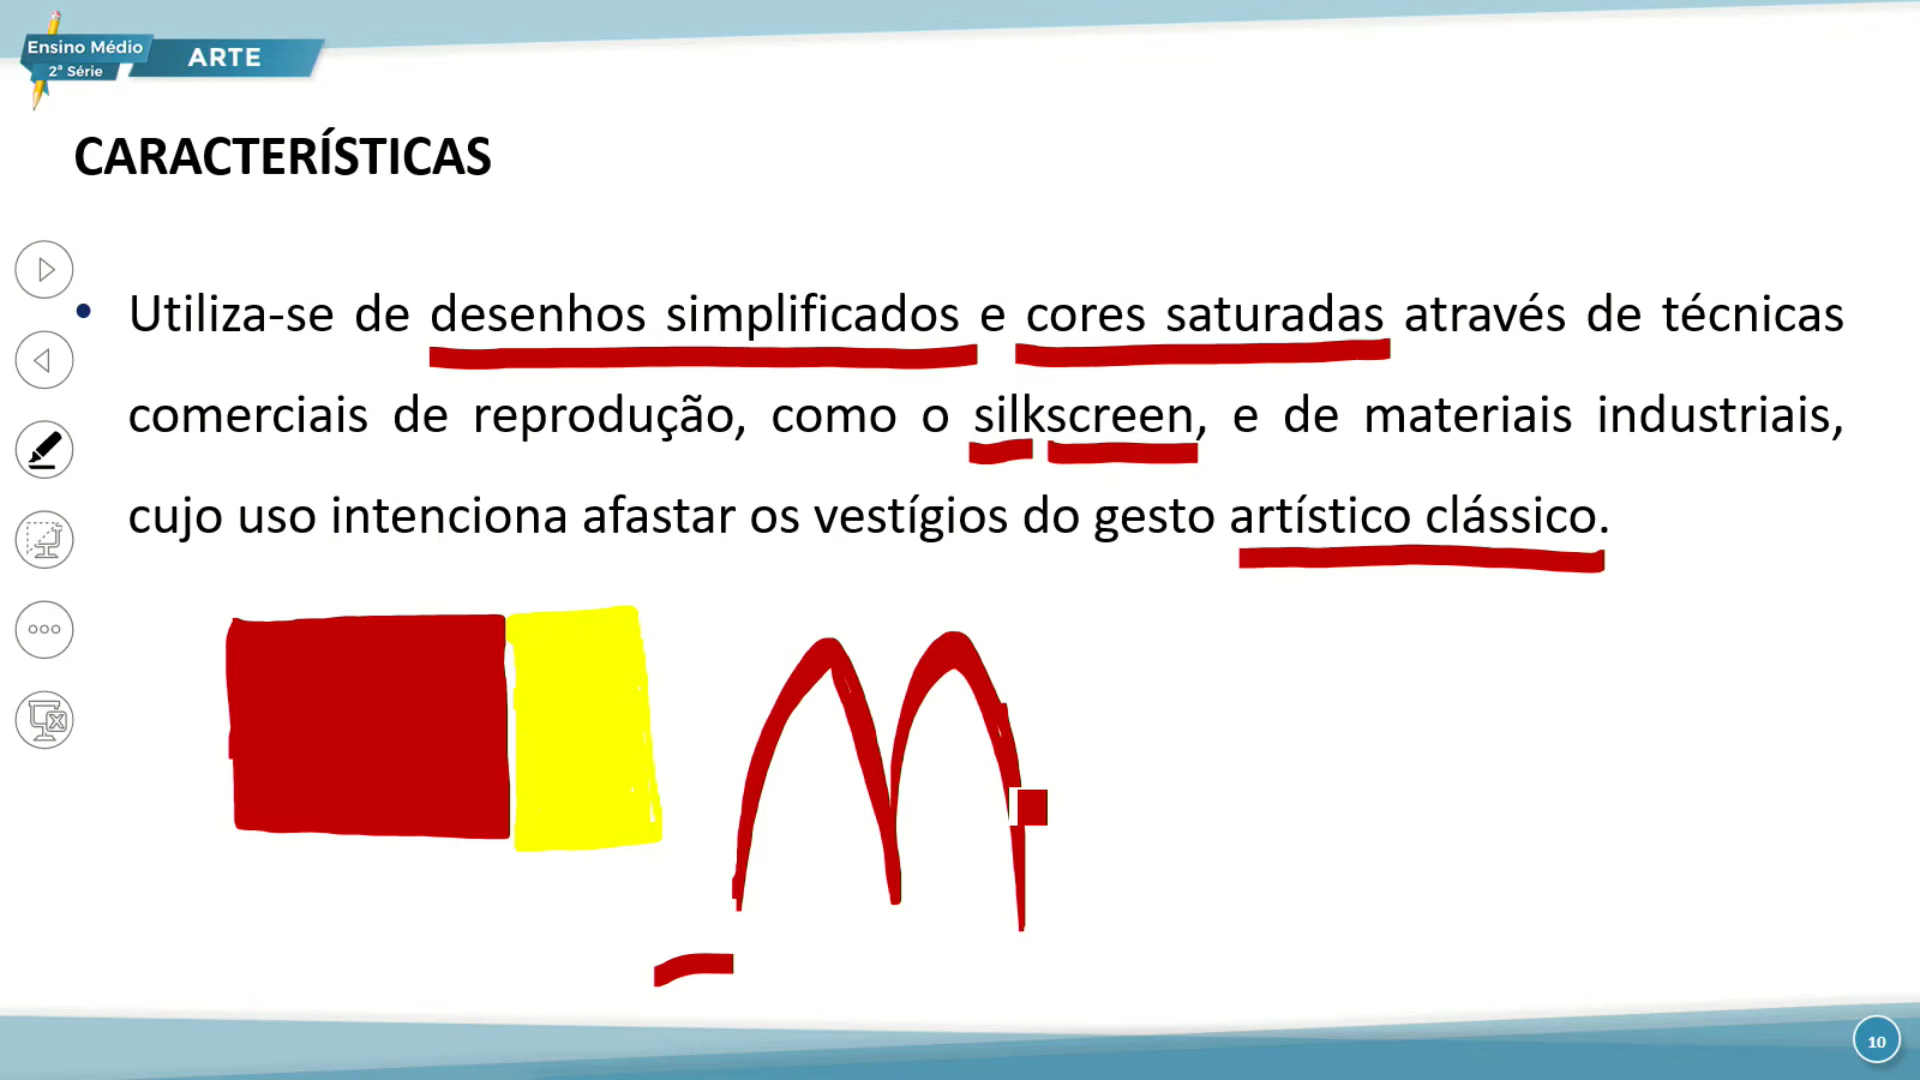 Ensino Médio
2ª Série
ARTE
CARACTERÍSTICAS
• Utiliza-se de desenhos simplificados e cores saturadas através de técnicas
comerciais de reprodução, como o silkscreen, e de materiais industriais,
cujo uso intenciona afastar os vestígios do gesto artístico clássico.
M
10